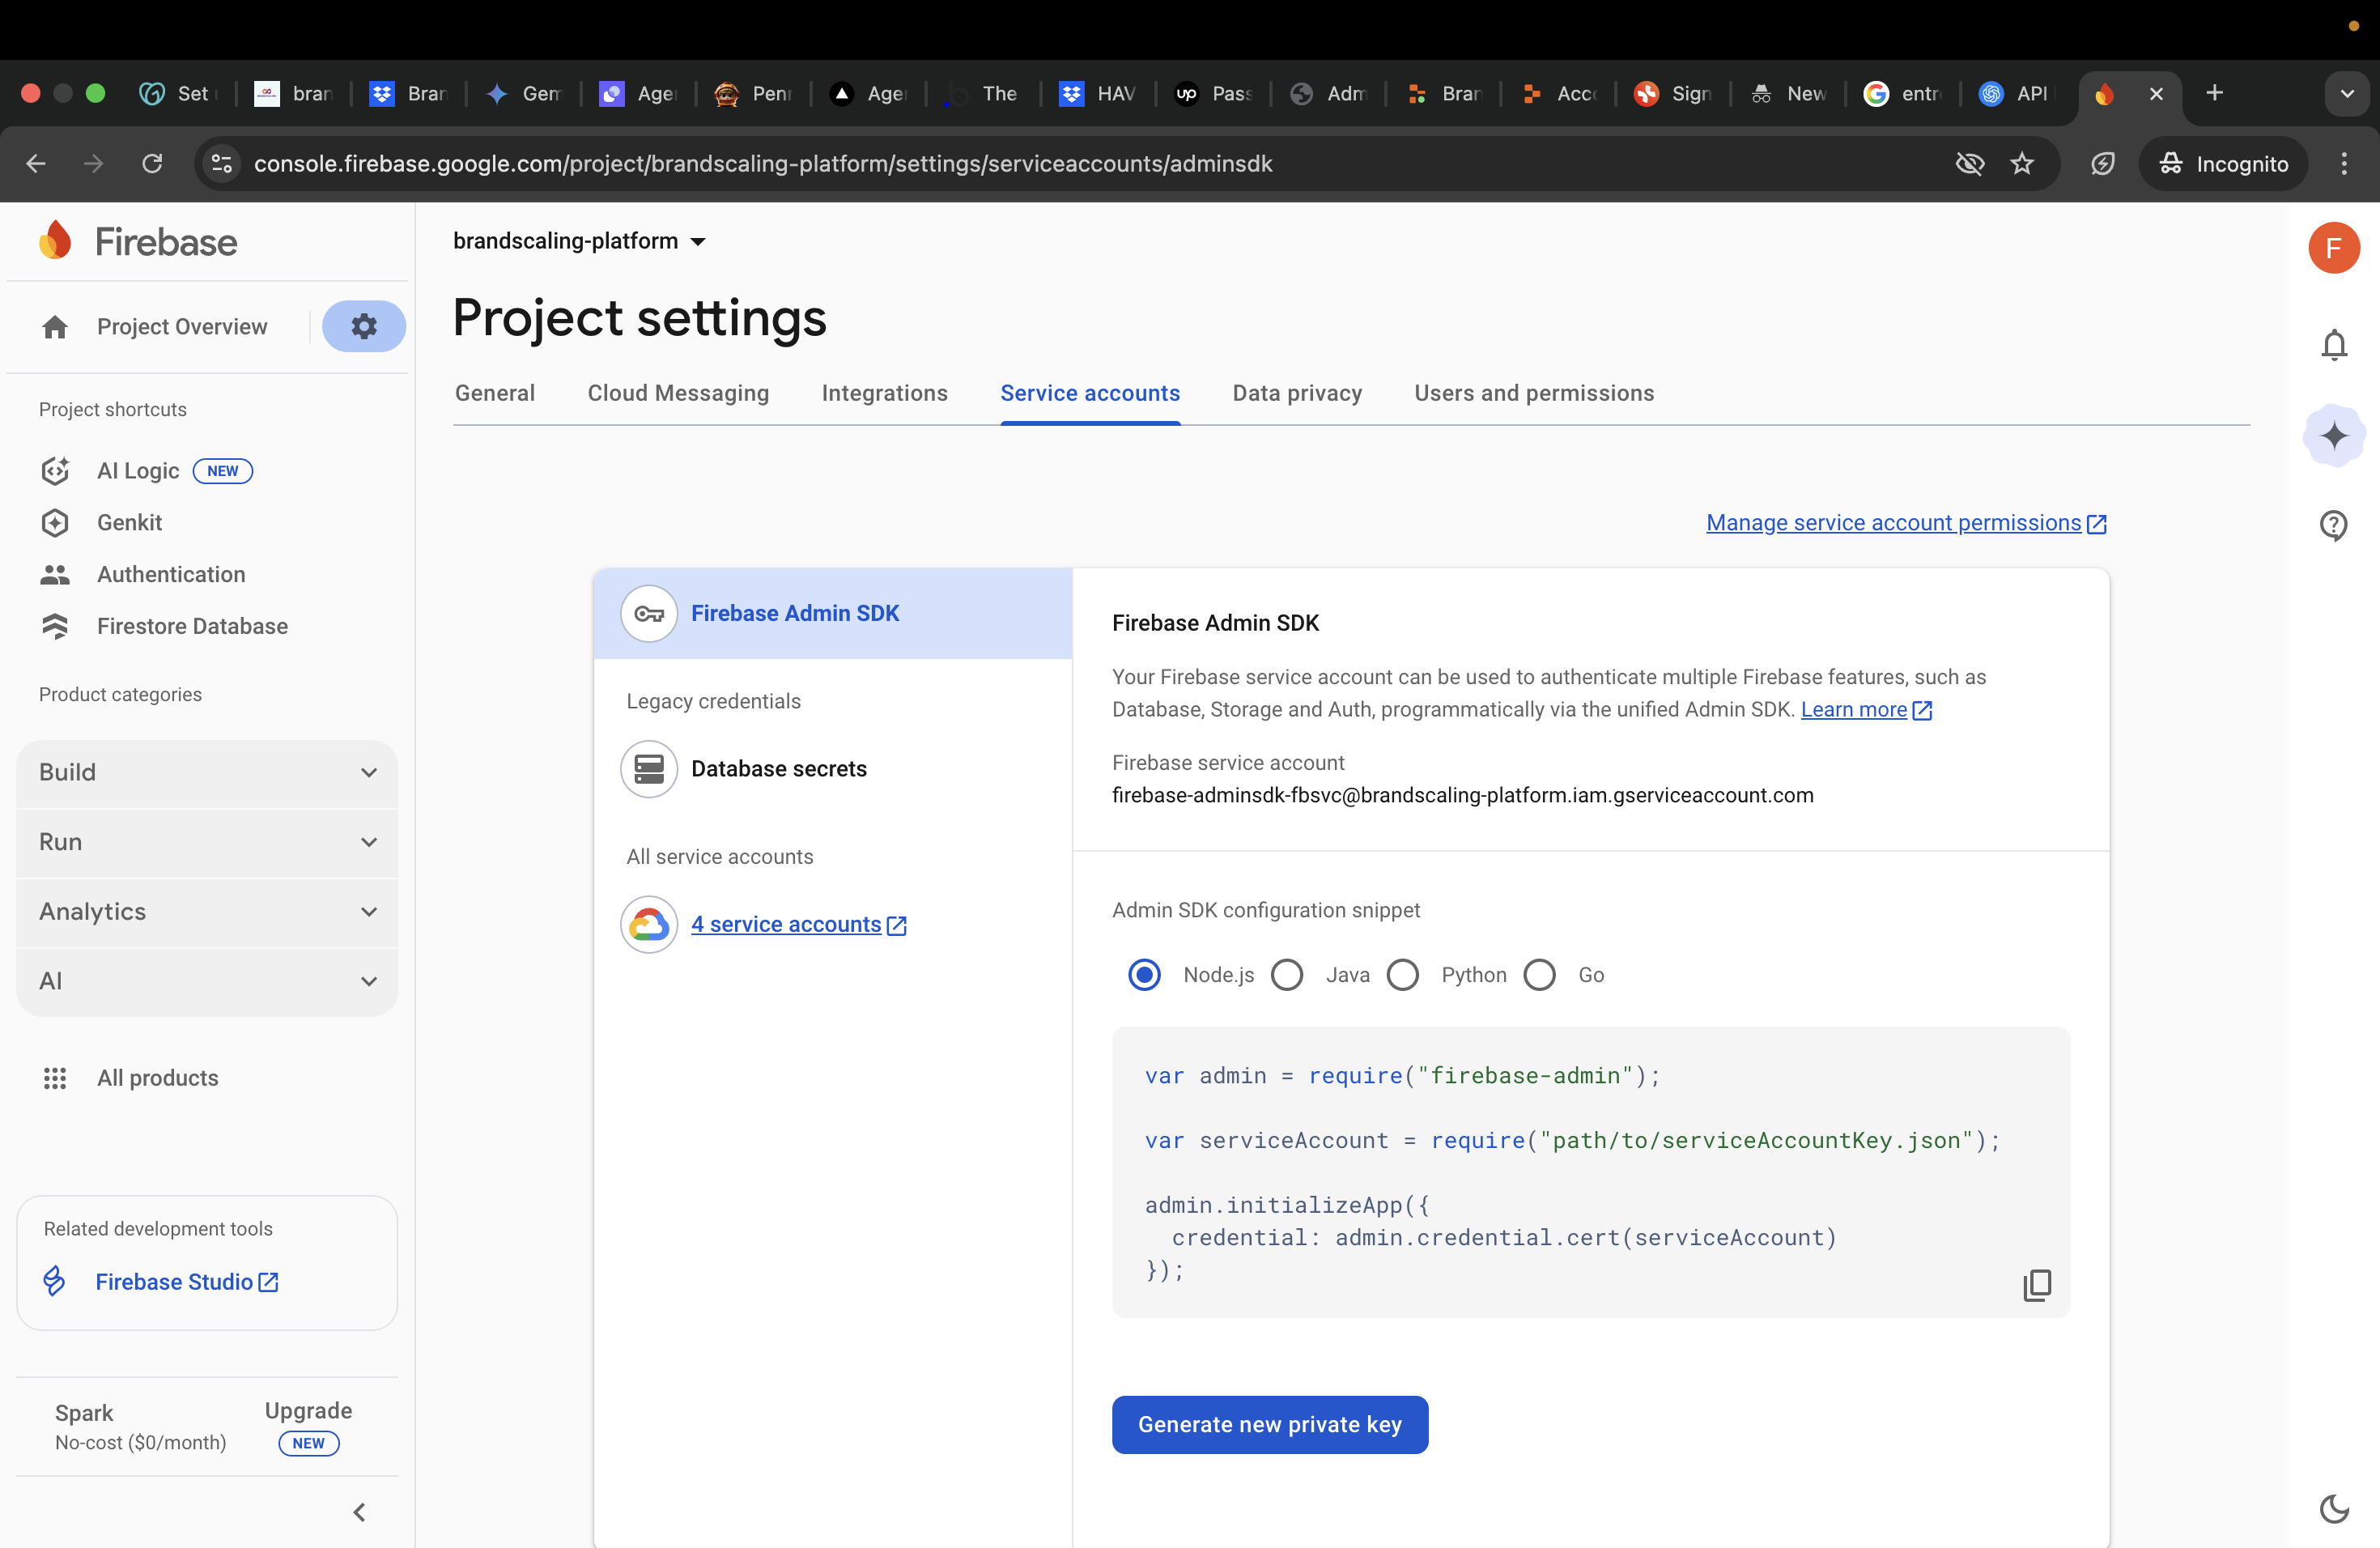 Set
bran
Bran
Gem
Age
Penn
Age
The
HAV
up
Pass
Adm
Bran
Acc
Sign
New
entr
API
console.firebase.google.com/project/brandscaling-platform/settings/serviceaccounts/adminsdk
Incognito
Firebase
Project Overview
Project shortcuts
AI Logic NEW
Genkit
Authentication
Firestore Database
Product categories
Build
Run
Analytics
AI
All products
Related development tools
Firebase Studio
Spark
No-cost ($0/month)
Upgrade
NEW
brandscaling-platform
Project settings
General Cloud Messaging Integrations Service accounts Data privacy Users and permissions
Manage service account permissions
Firebase Admin SDK
Legacy credentials
Database secrets
All service accounts
4 service accounts
Firebase Admin SDK
Your Firebase service account can be used to authenticate multiple Firebase features, such as
Database, Storage and Auth, programmatically via the unified Admin SDK. Learn more
Firebase service account
firebase-adminsdk-fbsvc@brandscaling-platform.iam.gserviceaccount.com
Admin SDK configuration snippet
Node.js Java Python Go
var admin = require("firebase-admin");
var serviceAccount = require("path/to/serviceAccountKey.json");
admin.initializeApp({
credential: admin.credential.cert(serviceAccount)
});
Generate new private key
F